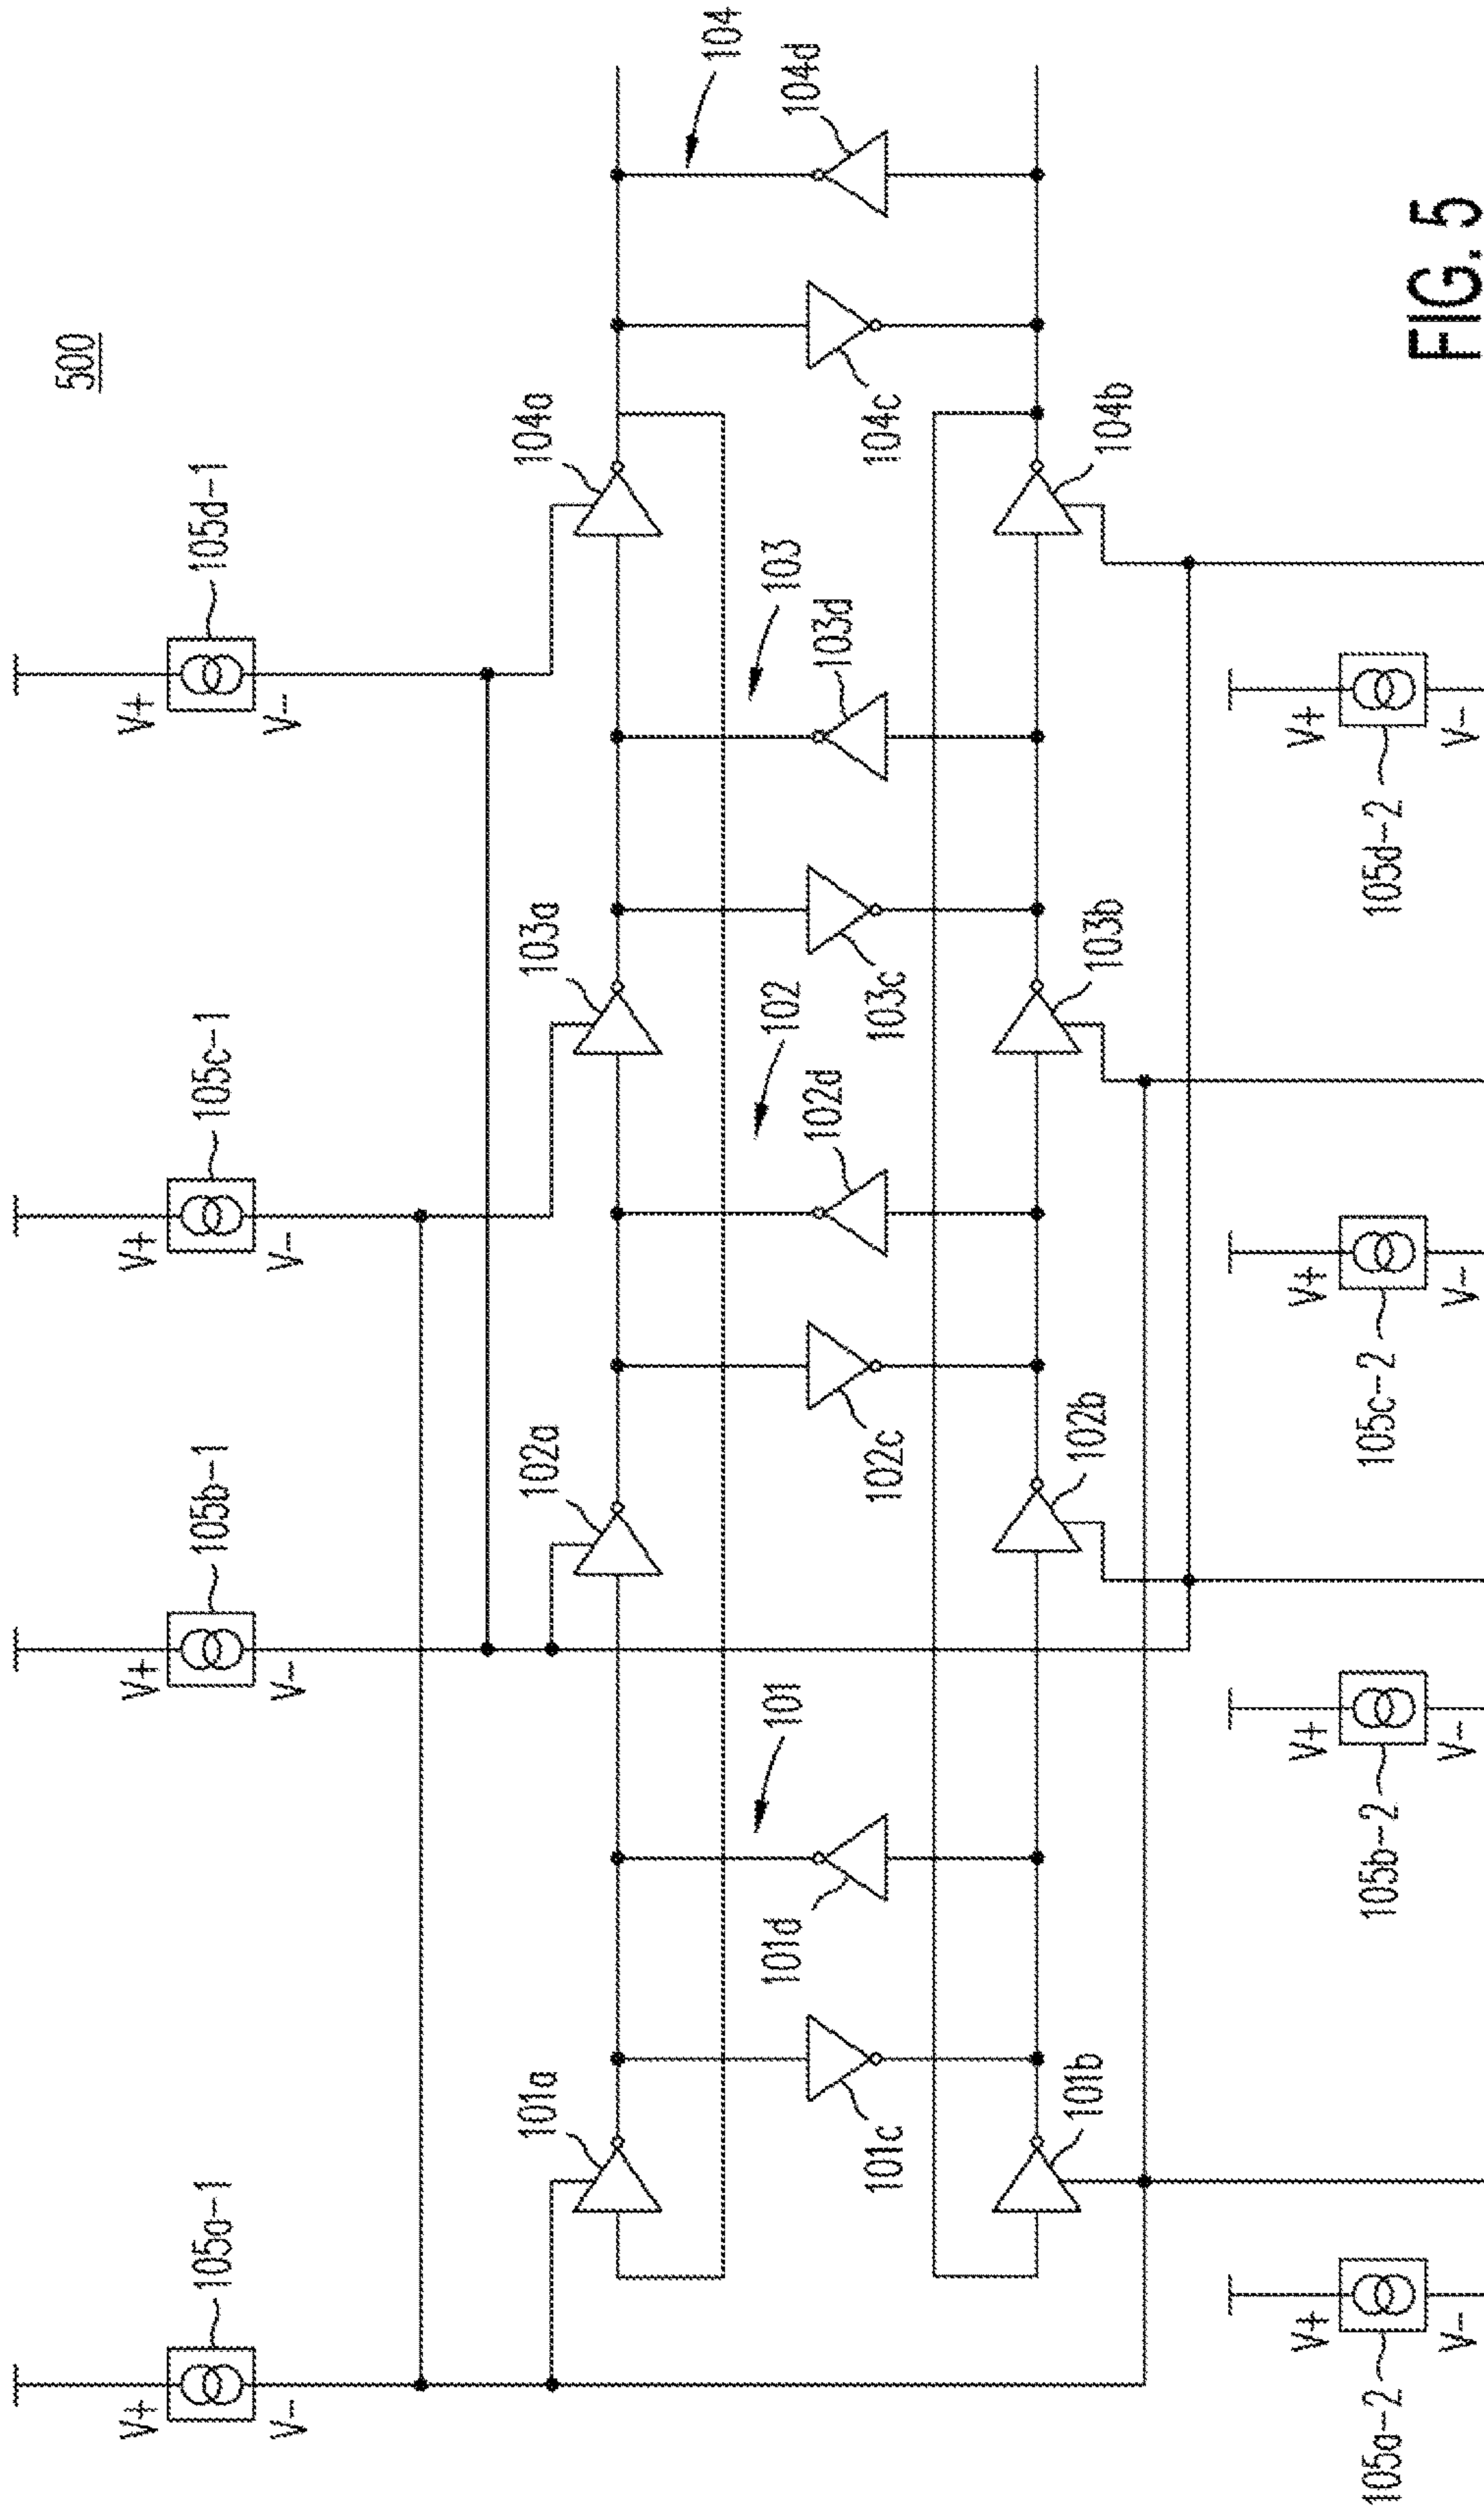 500
105a-1
105b-1
105c-1
105d-1
V+
V+
V+
V+
V-
V-
V-
V-
101a
102a
103a
104a
101
102
103
104
101d
102d
103d
104d
101c
102c
103c
104c
101b
102b
103b
104b
V+
V+
V+
V+
105a-2
105b-2
105c-2
105d-2
V-
V-
V-
V-
FIG. 5